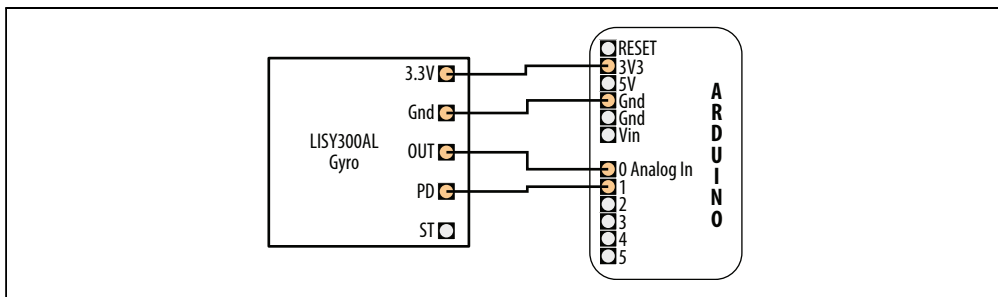 3.3V
Gnd
OUT
PD
ST
LISY300AL
Gyro
RESET
3V3
5V
Gnd
Gnd
Vin
0 Analog In
1
2
3
4
5
ARDUINO